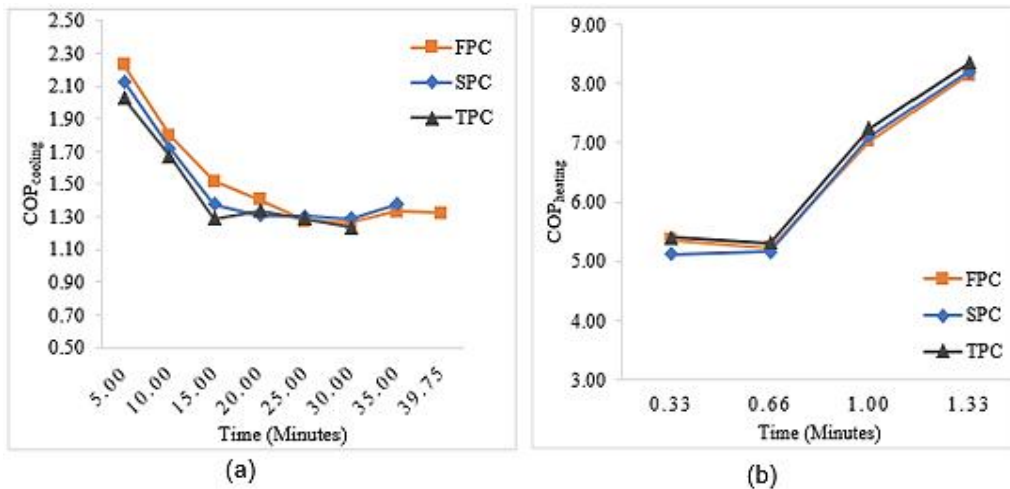 2.50
2.30
2.10
1.90
1.70
1.50
1.30
1.10
0.90
0.70
0.50
COPcooling
FPC
SPC
TPC
5.00 10.00 15.00 20.00 25.00 30.00 35.00 39.75
Time (Minutes)
(a)
9.00
8.00
7.00
6.00
5.00
4.00
3.00
COPheating
FPC
SPC
TPC
0.33 0.66 1.00 1.33
Time (Minutes)
(b)